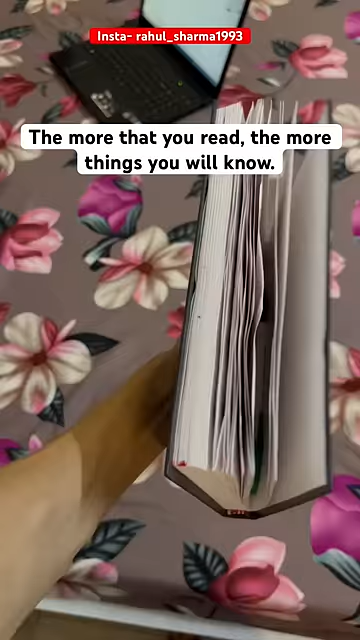 Insta- rahul_sharma1993
The more that you read, the more
things you will know.